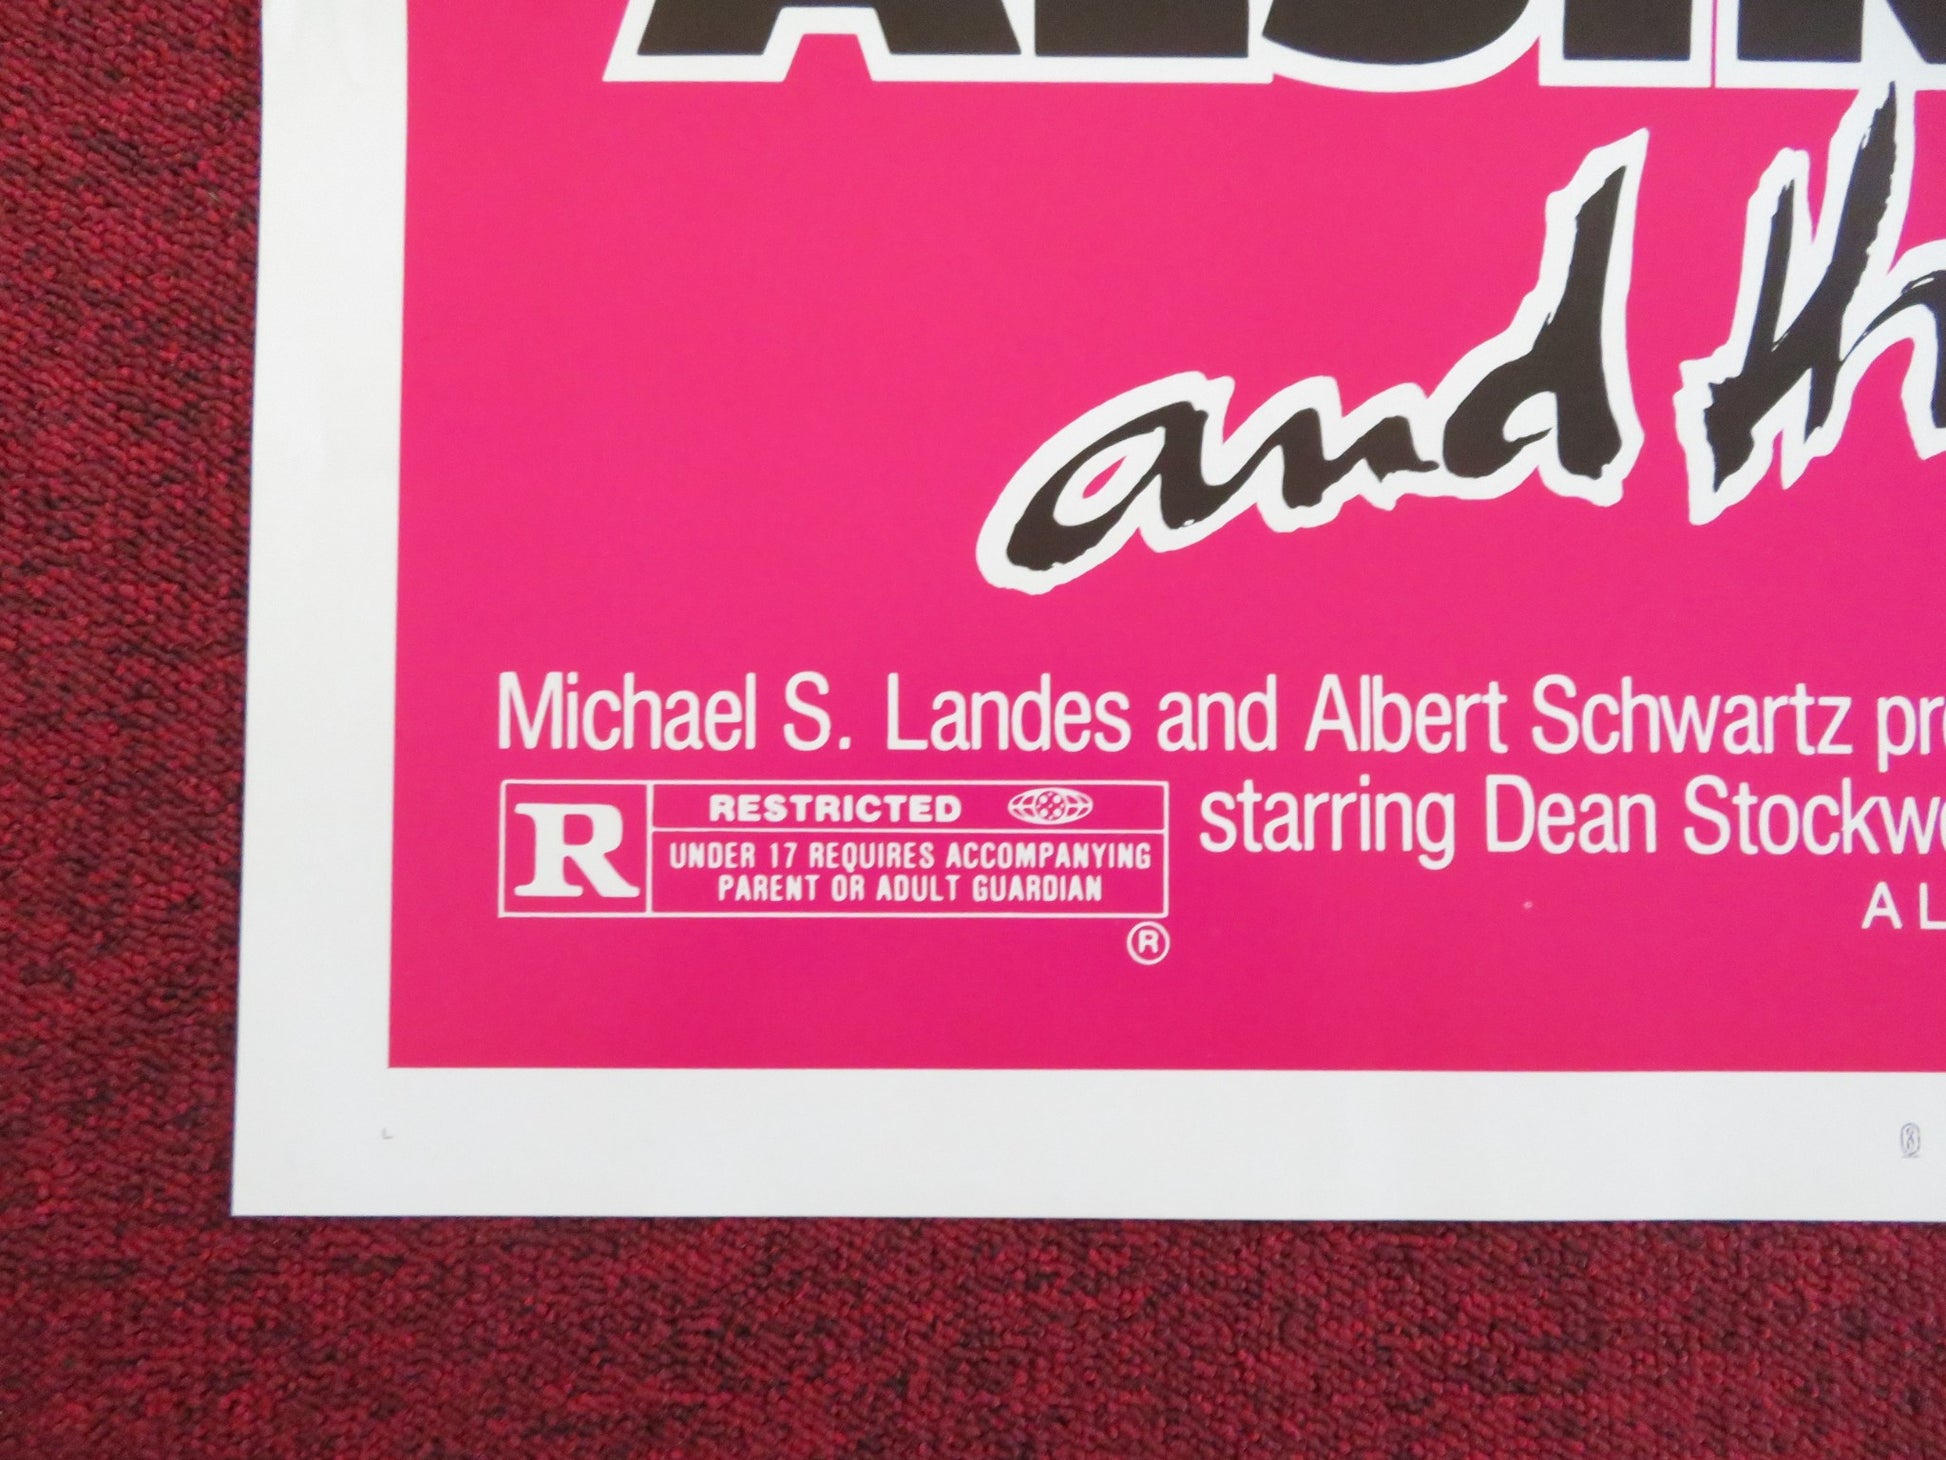 and th
Michael S. Landes and Albert Schwartz pr
R RESTRICTED
UNDER 17 REQUIRES ACCOMPANYING
PARENT OR ADULT GUARDIAN
®
starring Dean Stockw
AL